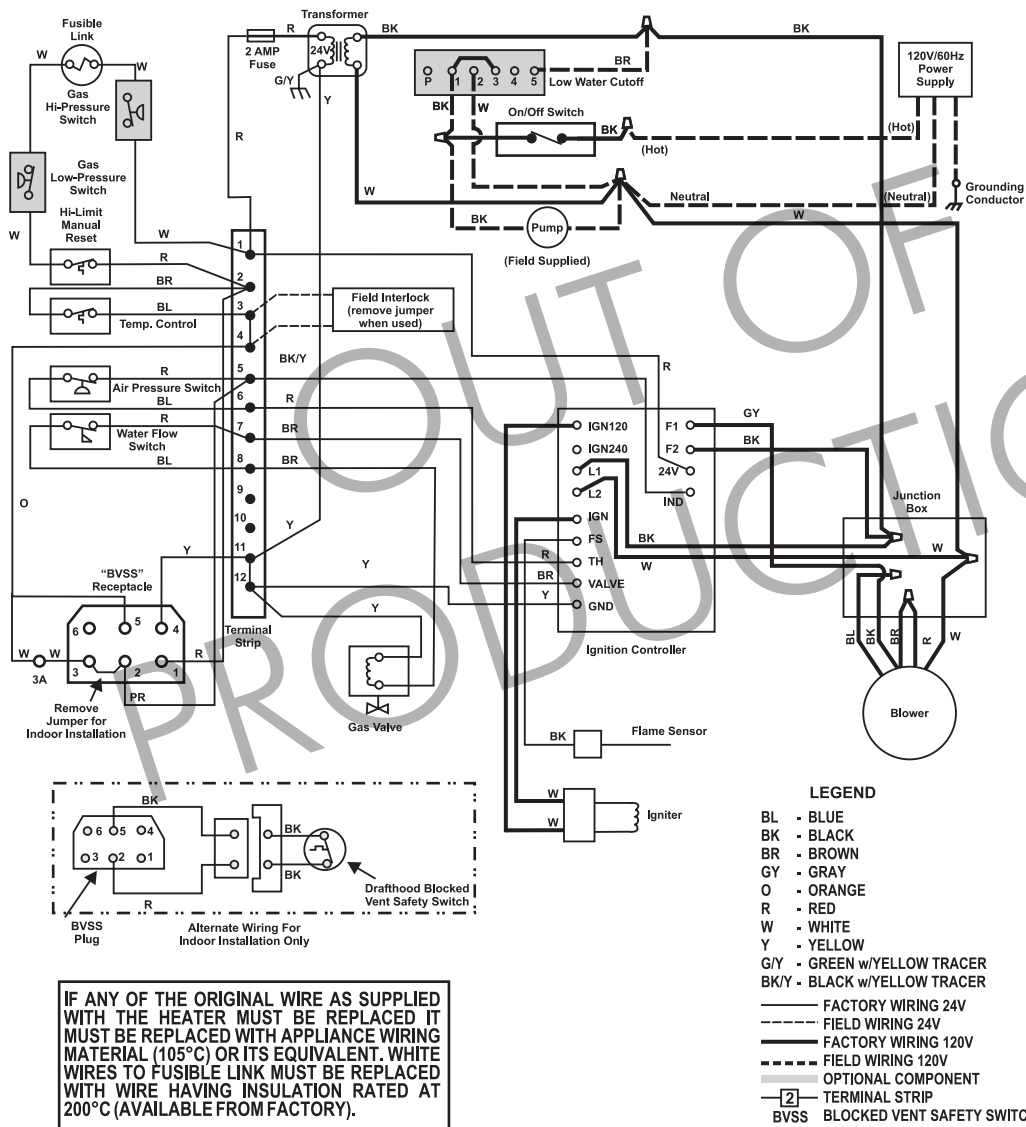 Transformer
Fusible
Link
W
W
R
2 AMP
Fuse
24V
BK
BK
G/Y
Y
P 1 2 3 4 5
BR
Low Water Cutoff
120V/60Hz
Power
Supply
Gas
Hi-Pressure
Switch
BK
W
On/Off Switch
BK
(Hot)
(Hot)
R
Gas
Low-Pressure
Switch
W
Neutral
(Neutral)
Grounding
Conductor
Hi-Limit
Manual
Reset
W
W
BK
Pump
(Field Supplied)
W
R
BR
BL
Temp. Control
1
2
3
4
5
6
7
8
9
10
11
12
Field Interlock
(remove jumper
when used)
BK/Y
R
R
Air Pressure Switch
BL
R
R
Water Flow
Switch
BR
BL
BR
O
Y
Y
Y
Y
Terminal
Strip
IGN120
IGN240
L1
L2
IGN
FS
TH
VALVE
GND
F1
F2
24V
IND
GY
BK
BK
W
R
BR
Y
Ignition Controller
Junction
Box
W
BL
BK
BR
R
W
Blower
"BVSS"
Receptacle
6 5 4
3 2 1
W W
3A
R
PR
Remove
Jumper for
Indoor Installation
Gas Valve
BK
Flame Sensor
W
W
Igniter
BK
6 5 4
3 2 1
BK
BK
R
Drafthood Blocked
Vent Safety Switch
BVSS
Plug
Alternate Wiring For
Indoor Installation Only
LEGEND
BL - BLUE
BK - BLACK
BR - BROWN
GY - GRAY
O - ORANGE
R - RED
W - WHITE
Y - YELLOW
G/Y - GREEN w/YELLOW TRACER
BK/Y - BLACK w/YELLOW TRACER
FACTORY WIRING 24V
FIELD WIRING 24V
FACTORY WIRING 120V
FIELD WIRING 120V
OPTIONAL COMPONENT
2 TERMINAL STRIP
BVSS BLOCKED VENT SAFETY SWITC
IF ANY OF THE ORIGINAL WIRE AS SUPPLIED
WITH THE HEATER MUST BE REPLACED IT
MUST BE REPLACED WITH APPLIANCE WIRING
MATERIAL (105°C) OR ITS EQUIVALENT. WHITE
WIRES TO FUSIBLE LINK MUST BE REPLACED
WITH WIRE HAVING INSULATION RATED AT
200°C (AVAILABLE FROM FACTORY).
OUT OF
PRODUCTIO